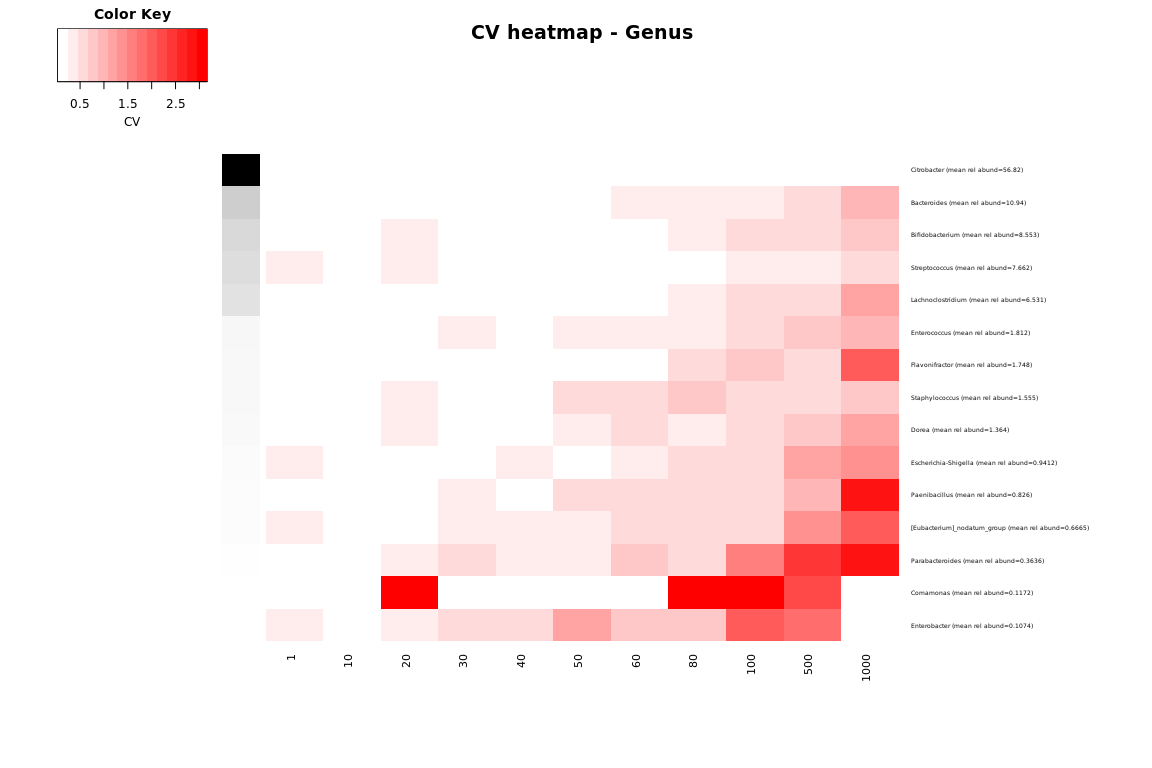 Color Key
CV heatmap - Genus
0.5 1.5 2.5
CV
Citrobacter (mean rel abund=56.82)
Bacteroides (mean rel abund=10.94)
Bifidobacterium (mean rel abund=8.553)
Streptococcus (mean rel abund=7.662)
Lachnoclostridium (mean rel abund=6.531)
Enterococcus (mean rel abund=1.812)
Flavonifractor (mean rel abund=1.748)
Staphylococcus (mean rel abund=1.555)
Dorea (mean rel abund=1.364)
Escherichia-Shigella (mean rel abund=0.9412)
Paenibacillus (mean rel abund=0.826)
[Eubacterium]_nodatum_group (mean rel abund=0.6665)
Parabacteroides (mean rel abund=0.3636)
Comamonas (mean rel abund=0.1172)
Enterobacter (mean rel abund=0.1074)
1 10 20 30 40 50 60 80 100 500 1000